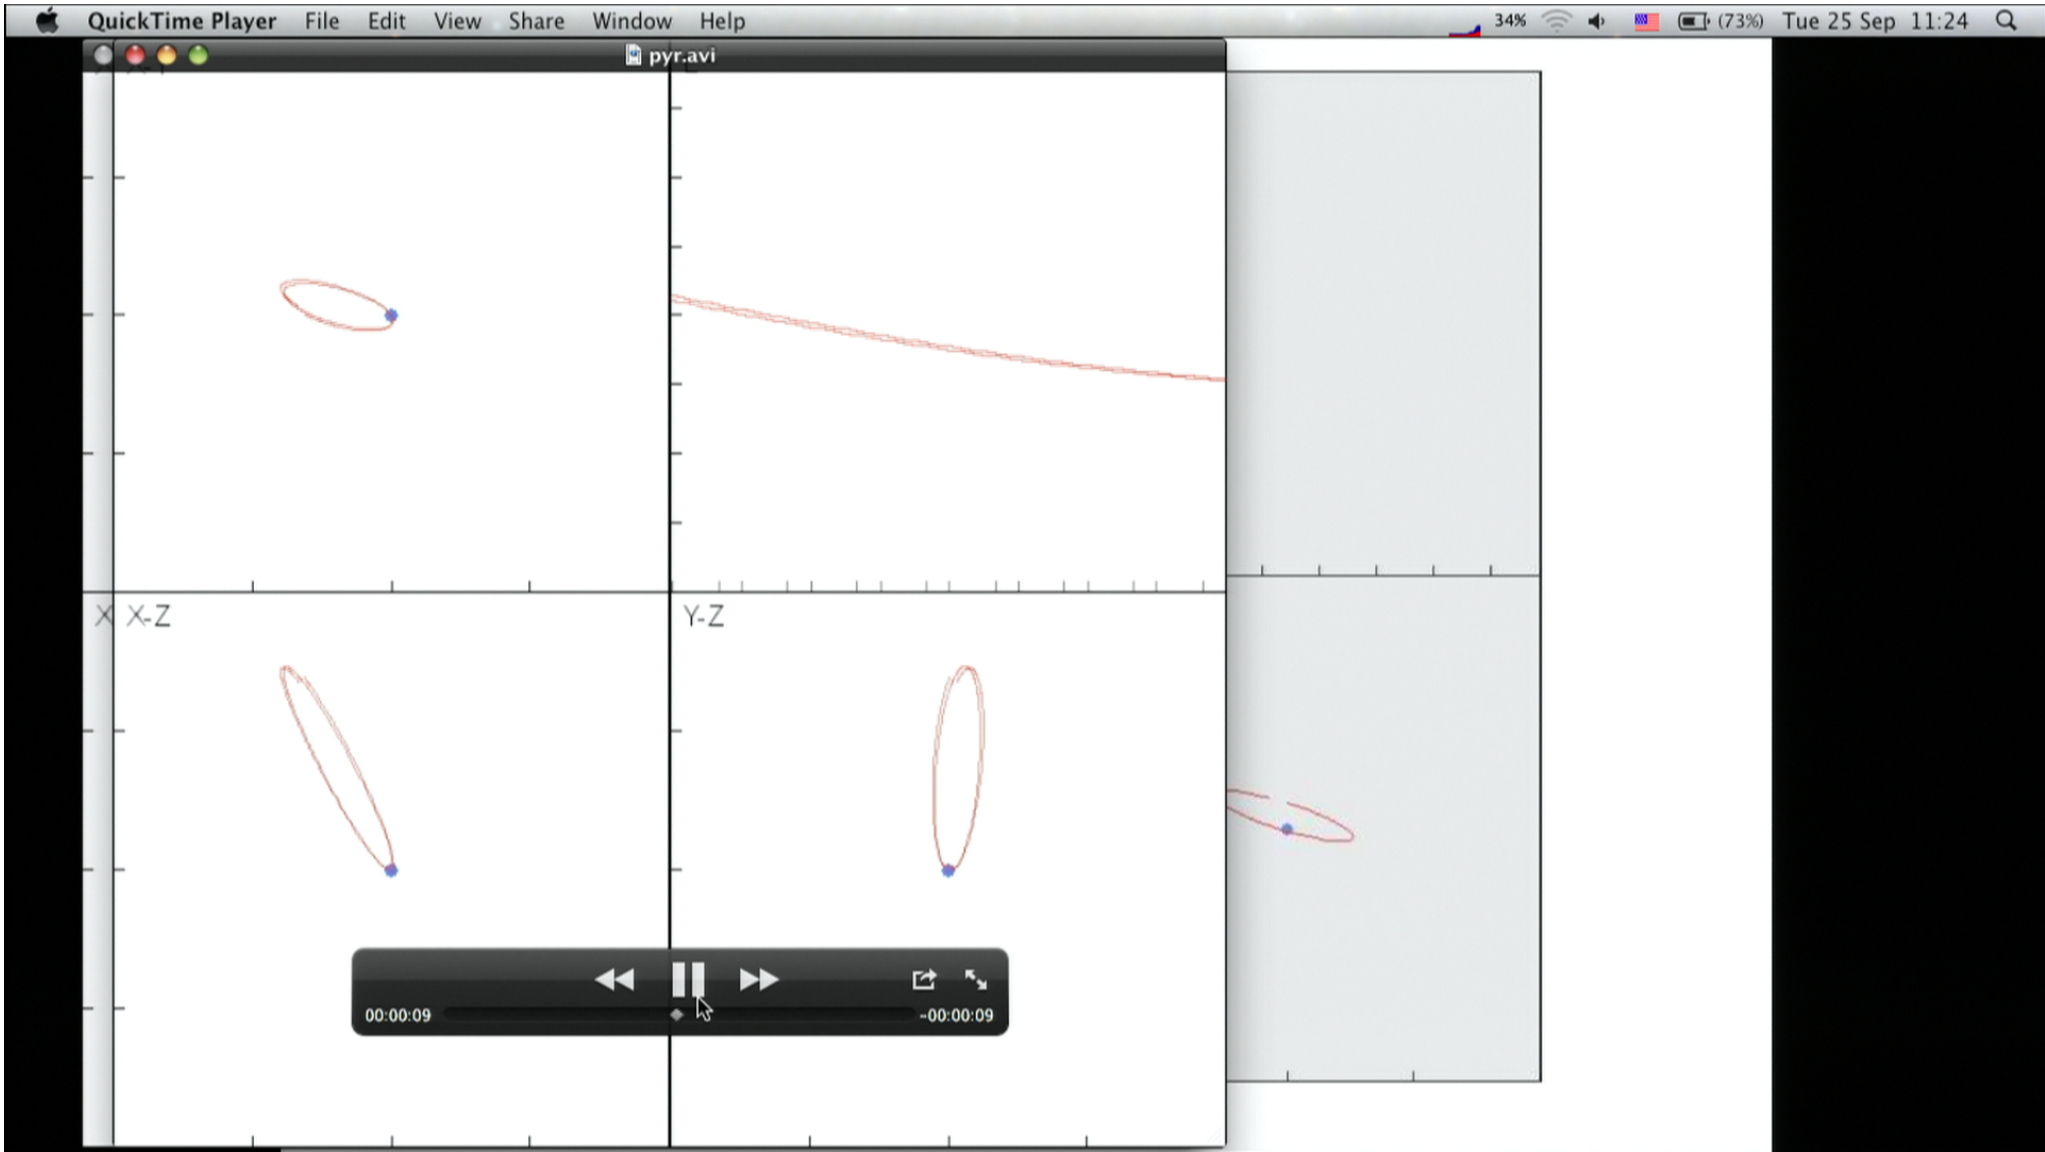 QuickTime Player File Edit View Share Window Help 34% (73%) Tue 25 Sep 11:24
pyr.avi
X X-Z Y-Z
00:00:09 -00:00:09